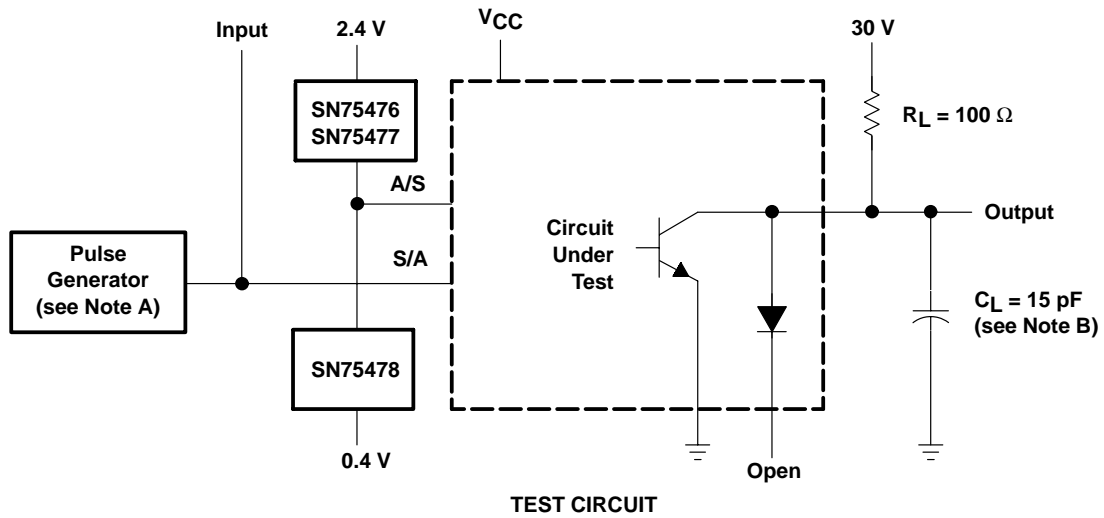 Input
2.4 V
VCC
30 V
SN75476
SN75477
RL = 100 Ω
A/S
Output
Circuit
Under
Test
Pulse
Generator
(see Note A)
S/A
CL = 15 pF
(see Note B)
SN75478
0.4 V
Open
TEST CIRCUIT